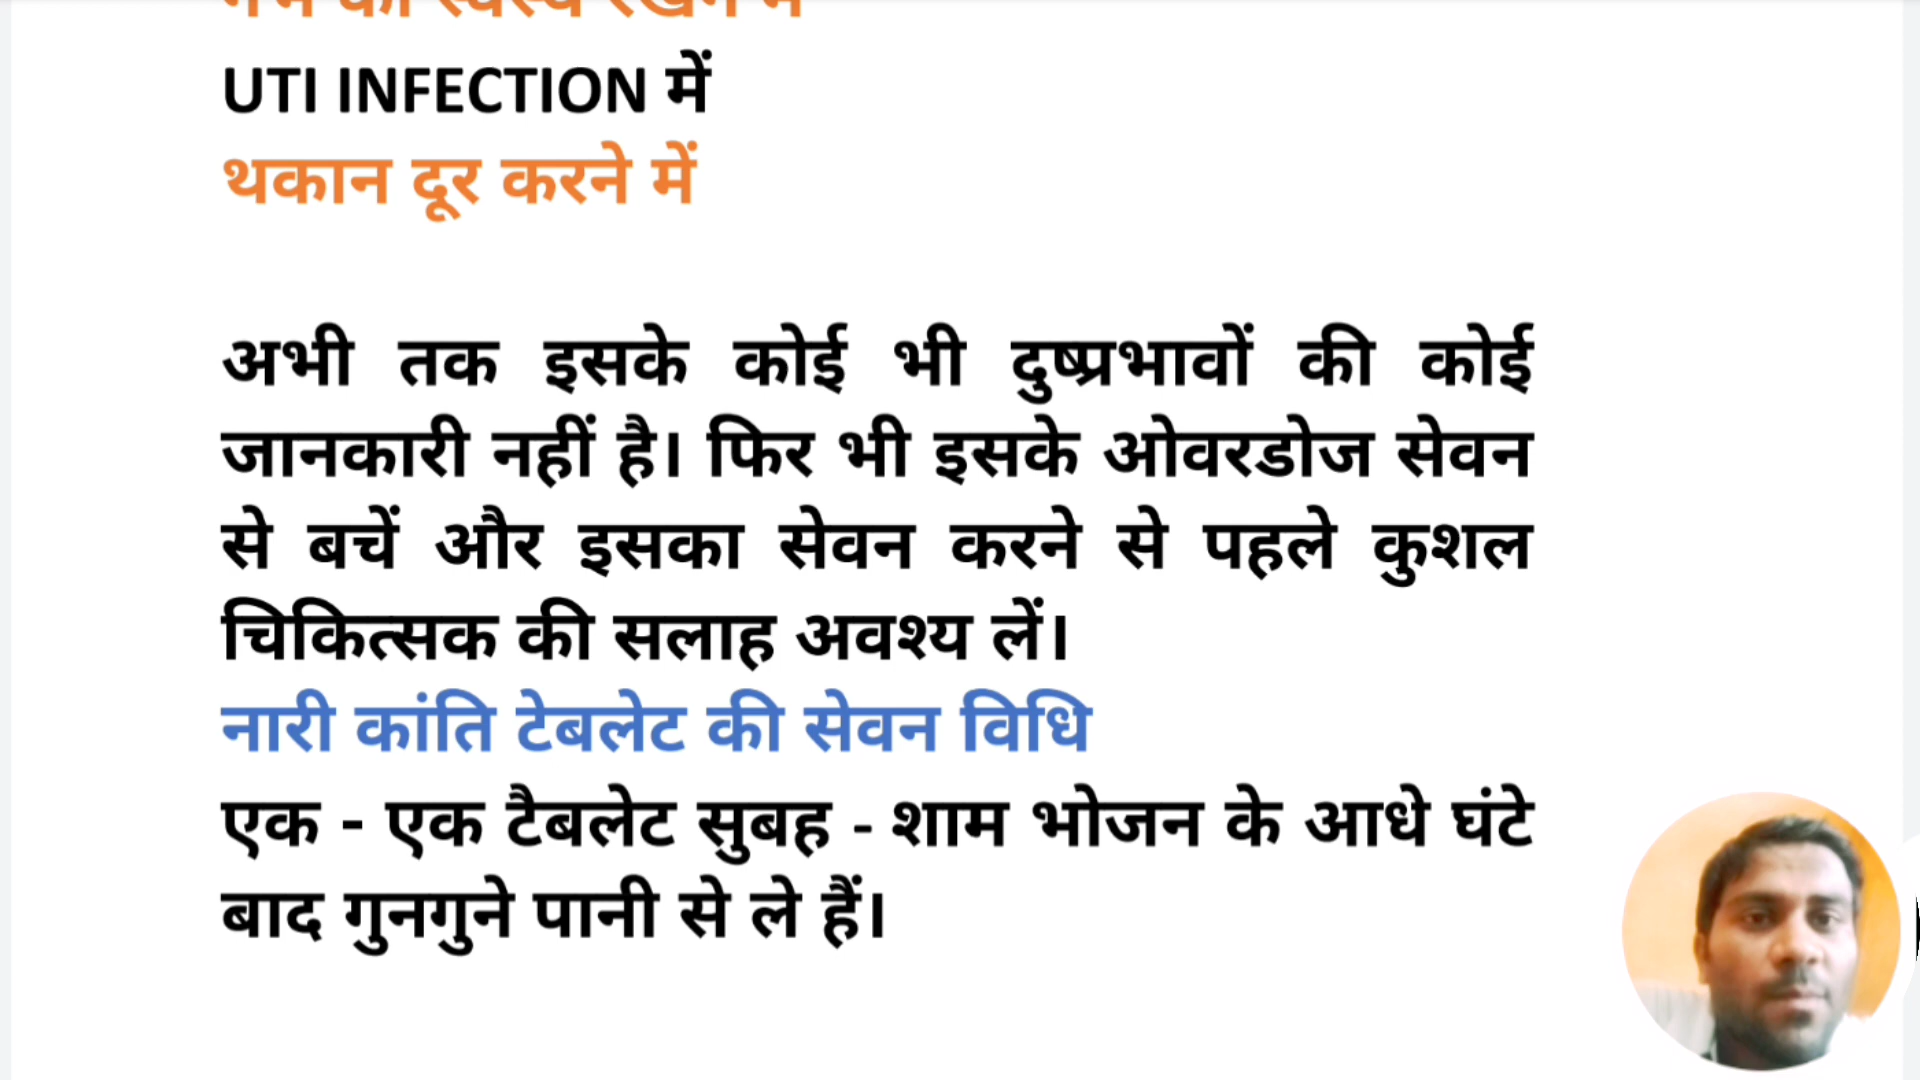 UTI INFECTION में
थकान दूर करने में
अभी तक इसके कोई भी दुष्प्रभावों की कोई
जानकारी नहीं है। फिर भी इसके ओवरडोज सेवन
से बचें और इसका सेवन करने से पहले कुशल
चिकित्सक की सलाह अवश्य लें।
नारी कांति टेबलेट की सेवन विधि
एक - एक टैबलेट सुबह - शाम भोजन के आधे घंटे
बाद गुनगुने पानी से ले हैं।